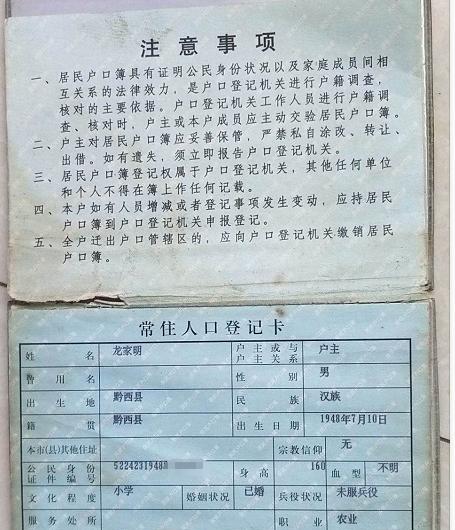 注意事项
一、居民户口簿具有证明公民身份状况以及家庭成员间相
互关系的法律效力，是户口登记机关进行户籍调查，
核对的主要依据。户口登记机关工作人员进行户籍调
查、核对时，户主或本户成员应主动交验居民户口簿。
二、户主对居民户口簿应妥善保管，严禁私自涂改、转让、
出借。如有遗失，须立即报告户口登记机关。
三、居民户口簿登记权属于户口登记机关，其他任何单位
和个人不得在簿上作任何记载。
四、本户如有人员增减或者登记事项发生变动，应持居民
户口簿到户口登记机关申报登记。
五、全户迁出户口管辖区的，应向户口登记机关缴销居民
户口簿。
常住人口登记卡
姓名 龙家明 户主或与户主关系 户主
曾用名 性别 男
出生地 黔西县 民族 汉族
籍贯 黔西县 出生日期 1948年7月10日
本市(县)其他住址 宗教信仰 无
公民身份证件编号 5224231948 身高 160 血型 不明
文化程度 小学 婚姻状况 已婚 兵役状况 未服兵役
服务处所 职业 农业